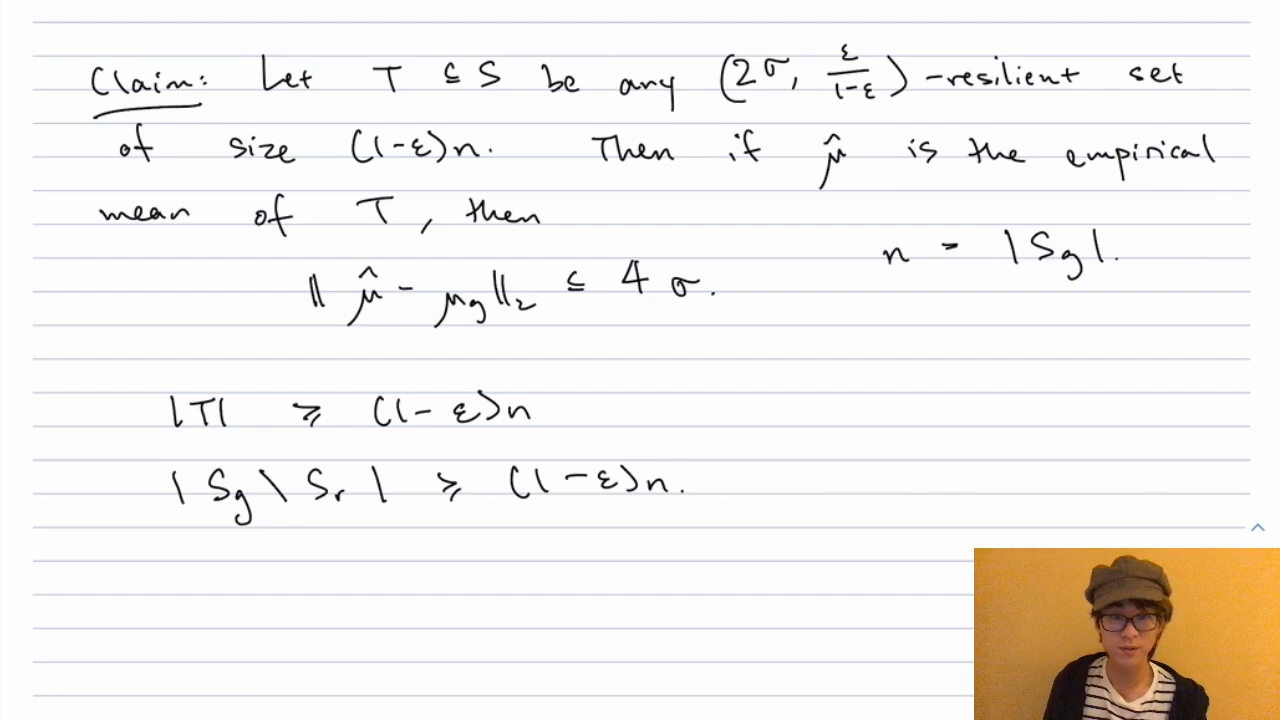 Claim: Let T ⊆ S be any (2σ, ε/(1-ε))-resilient set
of size (1-ε)n. Then if μ̂ is the empirical
mean of T, then
n = |S_g|.
‖ μ̂ - μ_g ‖_2 ≤ 4σ.
|T| ≥ (1-ε)n
|S_g \ S_r| ≥ (1-ε)n.